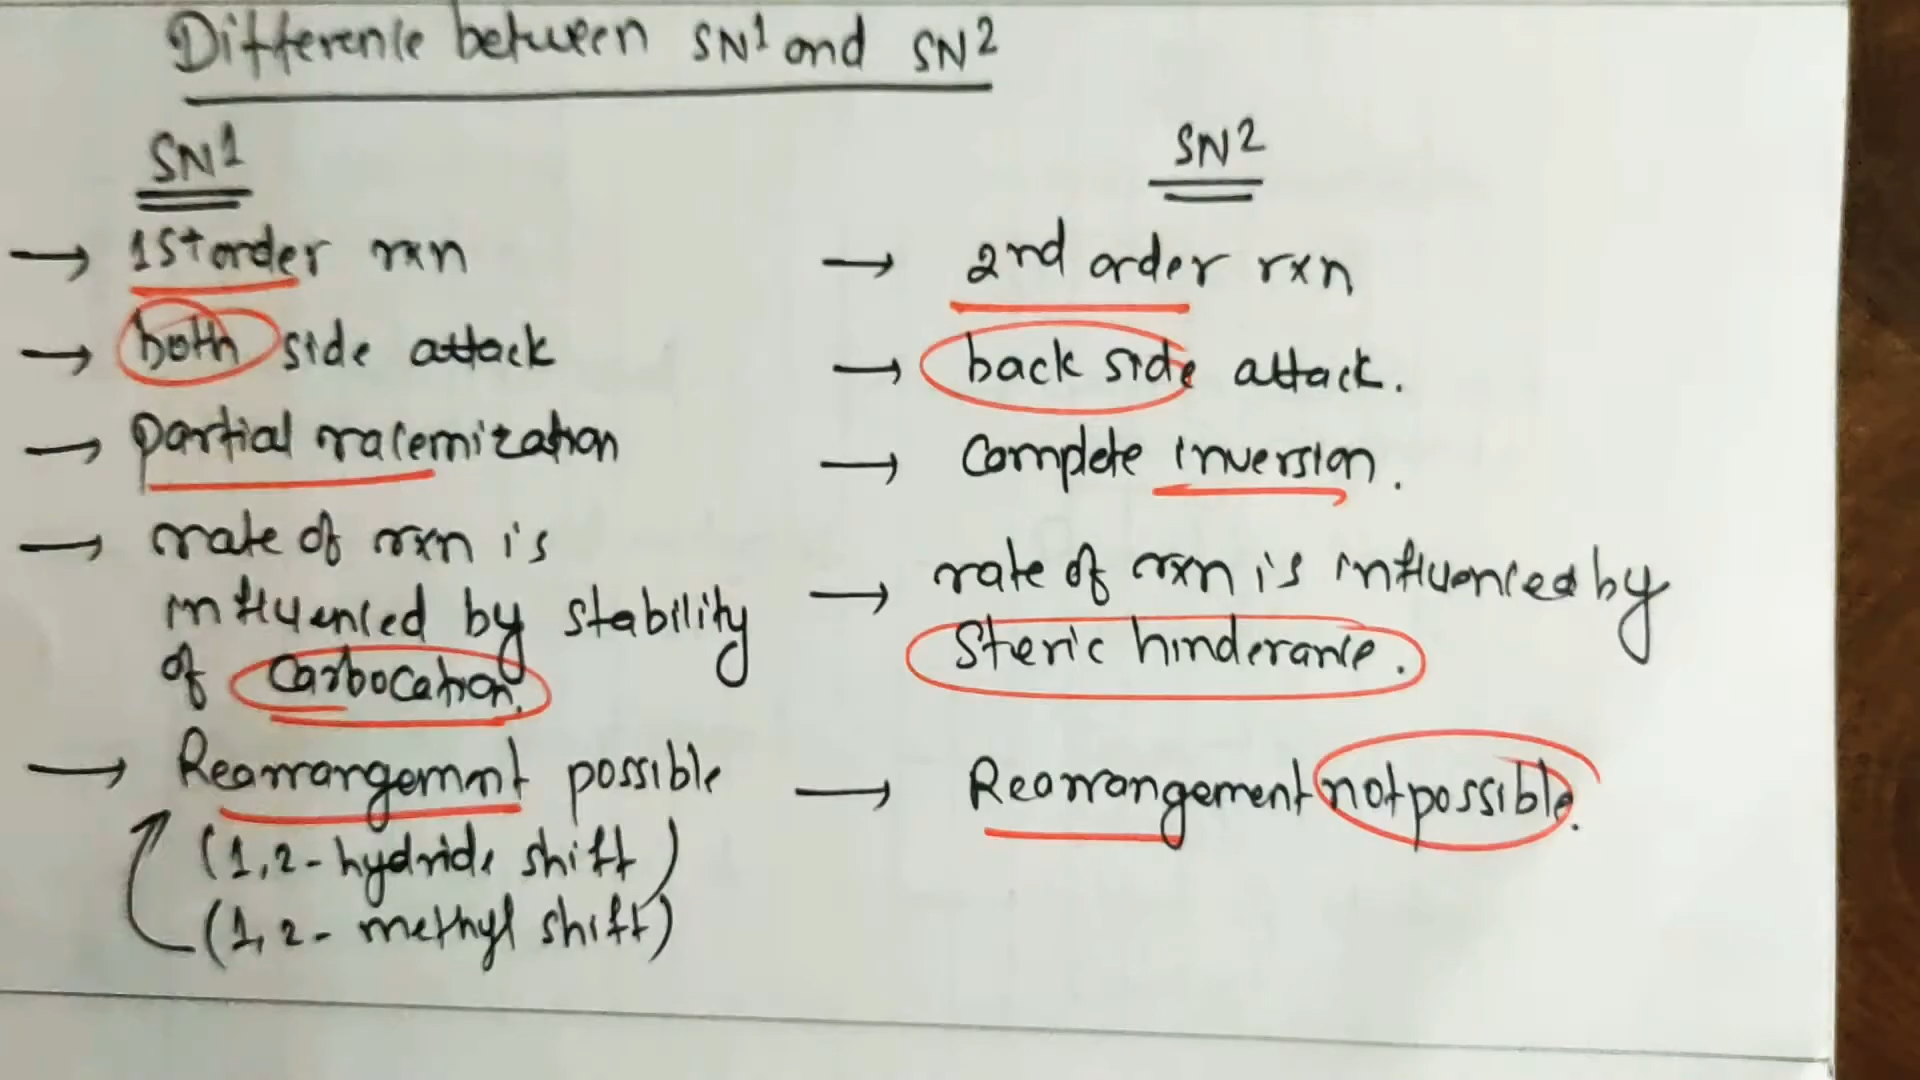 Difference between SN1 and SN2
SN1
→ 1st order rxn
→ both side attack
→ partial racemization
→ rate of rxn is
influenced by stability
of carbocation.
→ Rearrangemnt possible
(1,2-hydride shift)
(1,2- methyl shift)
SN2
→ 2nd order rxn
→ back side attack.
→ Complete inversion.
→ rate of rxn is influenced by
Steric hinderance.
→ Rearrangement not possible.